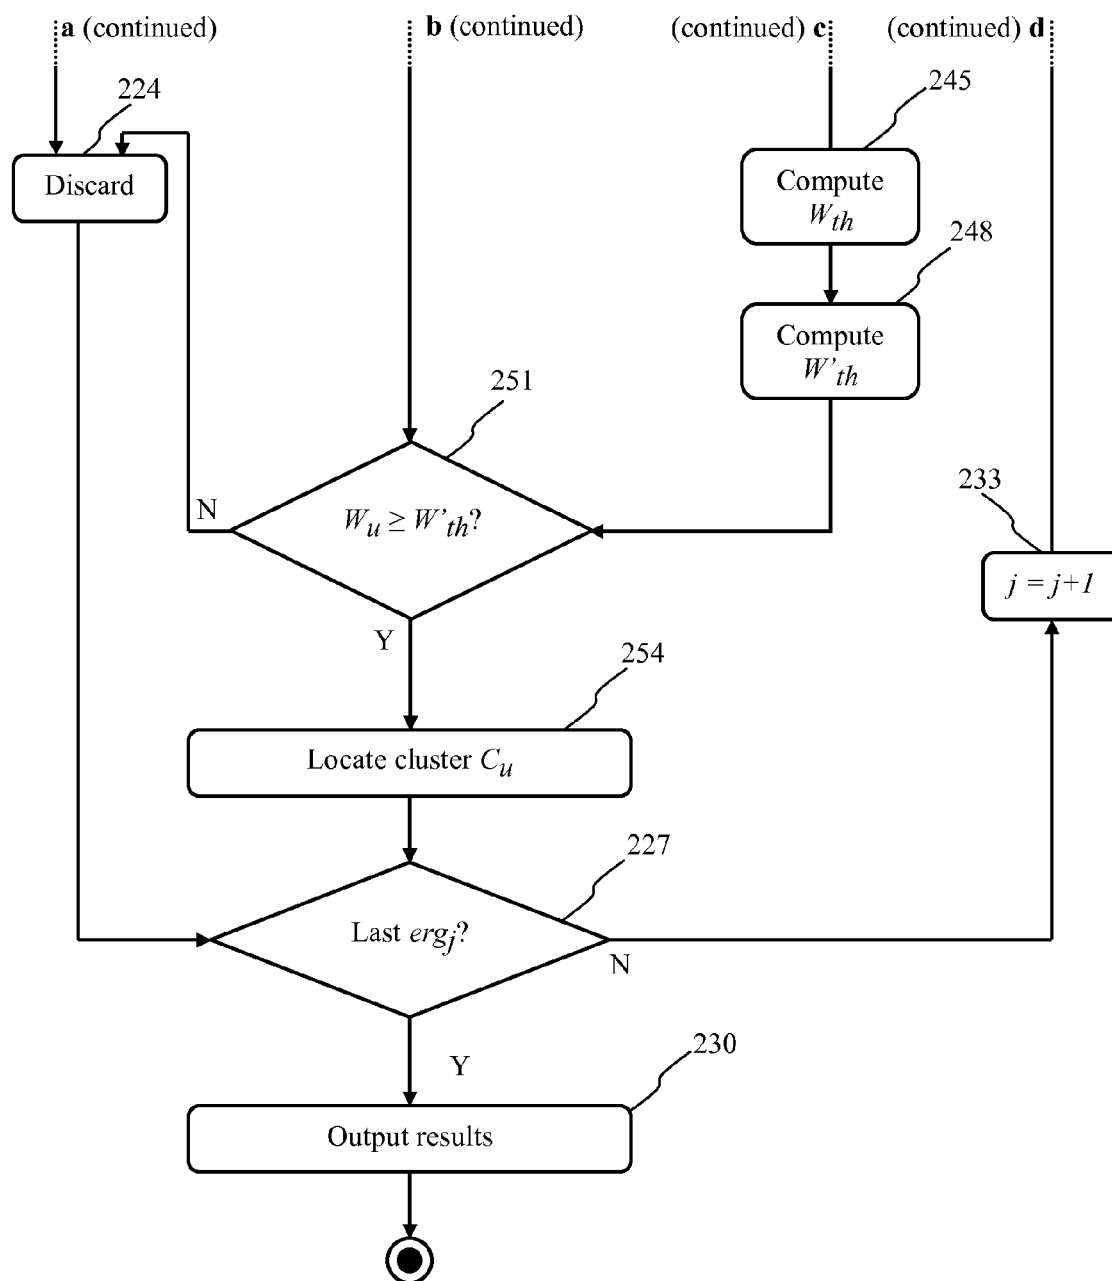 a (continued)
b (continued)
(continued) c
(continued) d
224
245
Discard
Compute
W_th
248
Compute
W'_th
251
N
W_u ≥ W'_th?
233
j = j+1
Y
254
Locate cluster C_u
227
Last erg_j?
N
Y
230
Output results